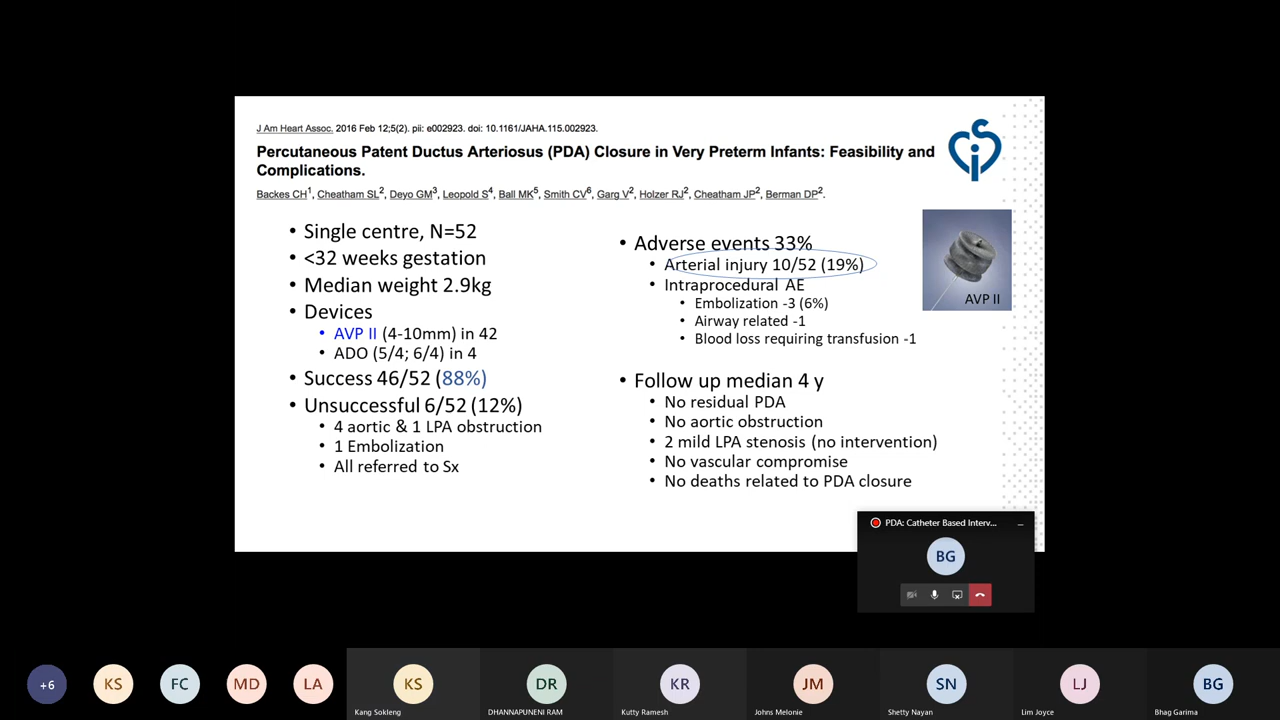 J Am Heart Assoc. 2016 Feb 12;5(2). pii: e002923. doi: 10.1161/JAHA.115.002923.
Percutaneous Patent Ductus Arteriosus (PDA) Closure in Very Preterm Infants: Feasibility and
Complications.
Backes CH1, Cheatham SL2, Deyo GM3, Leopold S4, Ball MK5, Smith CV6, Garg V2, Holzer RJ2, Cheatham JP2, Berman DP2.
• Single centre, N=52
• <32 weeks gestation
• Median weight 2.9kg
• Devices
• AVP II (4-10mm) in 42
• ADO (5/4; 6/4) in 4
• Success 46/52 (88%)
• Unsuccessful 6/52 (12%)
• 4 aortic & 1 LPA obstruction
• 1 Embolization
• All referred to Sx
• Adverse events 33%
• Arterial injury 10/52 (19%)
• Intraprocedural AE
• Embolization -3 (6%)
• Airway related -1
• Blood loss requiring transfusion -1
• Follow up median 4 y
• No residual PDA
• No aortic obstruction
• 2 mild LPA stenosis (no intervention)
• No vascular compromise
• No deaths related to PDA closure
AVP II
PDA: Catheter Based Interv...
BG
+6
KS
FC
MD
LA
KS
Kang Sokleng
DR
DHANNAPUNENI RAM
KR
Kutty Ramesh
JM
Johns Melonie
SN
Shetty Nayan
LJ
Lim Joyce
BG
Bhag Garima